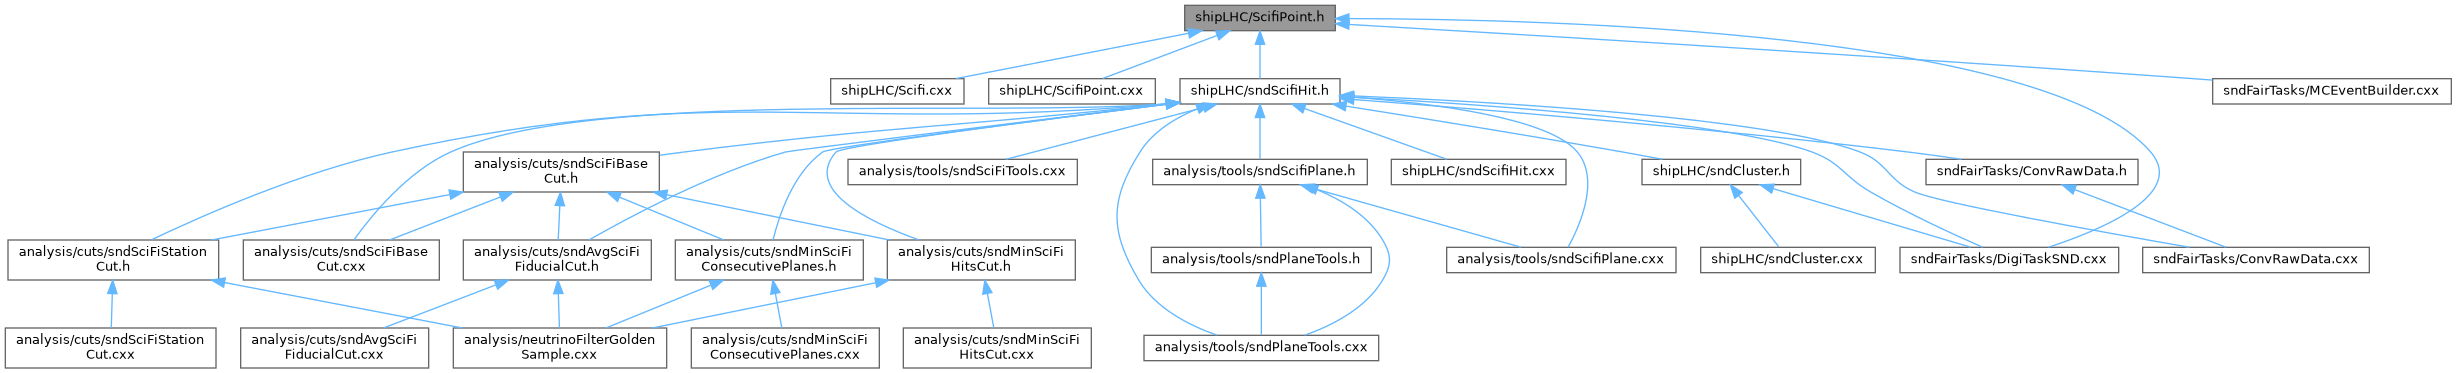 shipLHC/ScifiPoint.h
shipLHC/Scifi.cxx
shipLHC/ScifiPoint.cxx
shipLHC/sndScifiHit.h
sndFairTasks/MCEventBuilder.cxx
analysis/cuts/sndSciFiBase
Cut.h
analysis/tools/sndSciFiTools.cxx
analysis/tools/sndScifiPlane.h
shipLHC/sndScifiHit.cxx
shipLHC/sndCluster.h
sndFairTasks/ConvRawData.h
analysis/cuts/sndSciFiStation
Cut.h
analysis/cuts/sndSciFiBase
Cut.cxx
analysis/cuts/sndAvgSciFi
FiducialCut.h
analysis/cuts/sndMinSciFi
ConsecutivePlanes.h
analysis/cuts/sndMinSciFi
HitsCut.h
analysis/tools/sndPlaneTools.h
analysis/tools/sndScifiPlane.cxx
shipLHC/sndCluster.cxx
sndFairTasks/DigiTaskSND.cxx
sndFairTasks/ConvRawData.cxx
analysis/cuts/sndSciFiStation
Cut.cxx
analysis/cuts/sndAvgSciFi
FiducialCut.cxx
analysis/neutrinoFilterGolden
Sample.cxx
analysis/cuts/sndMinSciFi
ConsecutivePlanes.cxx
analysis/cuts/sndMinSciFi
HitsCut.cxx
analysis/tools/sndPlaneTools.cxx